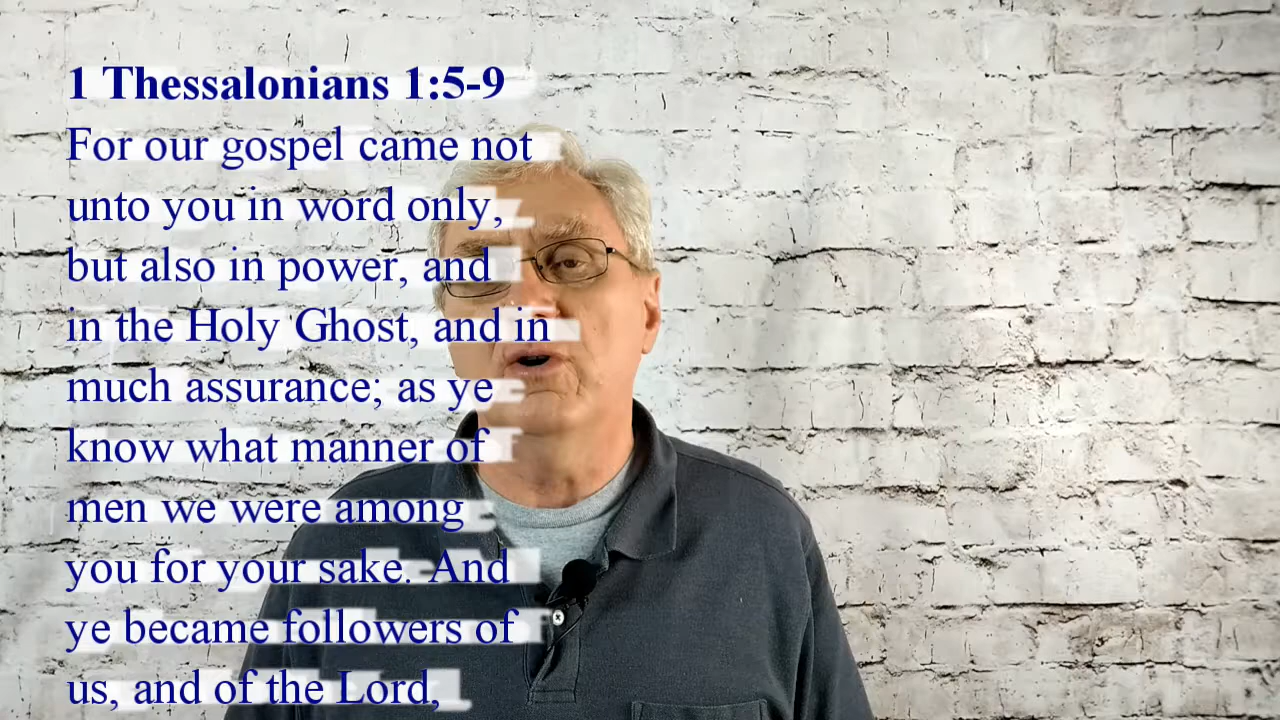 1 Thessalonians 1:5-9
For our gospel came not
unto you in word only,
but also in power, and
in the Holy Ghost, and in
much assurance; as ye
know what manner of
men we were among
you for your sake. And
ye became followers of
us, and of the Lord,